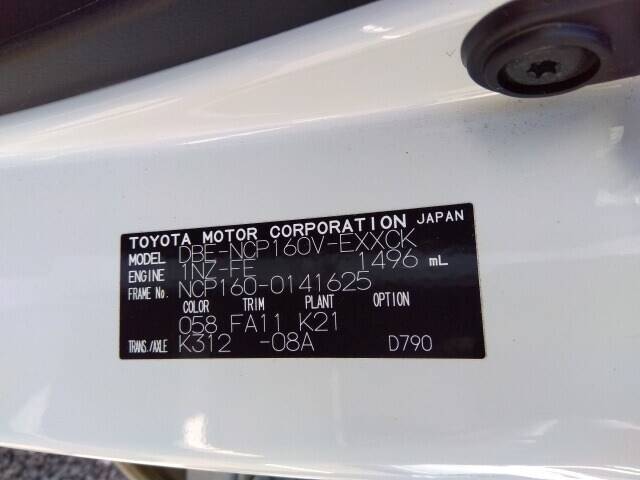 TOYOTA MOTOR CORPORATION JAPAN
MODEL DBE-NCP160V-EXXCK
ENGINE 1NZ-FE 1496 mL
FRAME No. NCP160-0141625
COLOR TRIM PLANT OPTION
058 FA11 K21
TRANS./AXLE K312 -08A D790